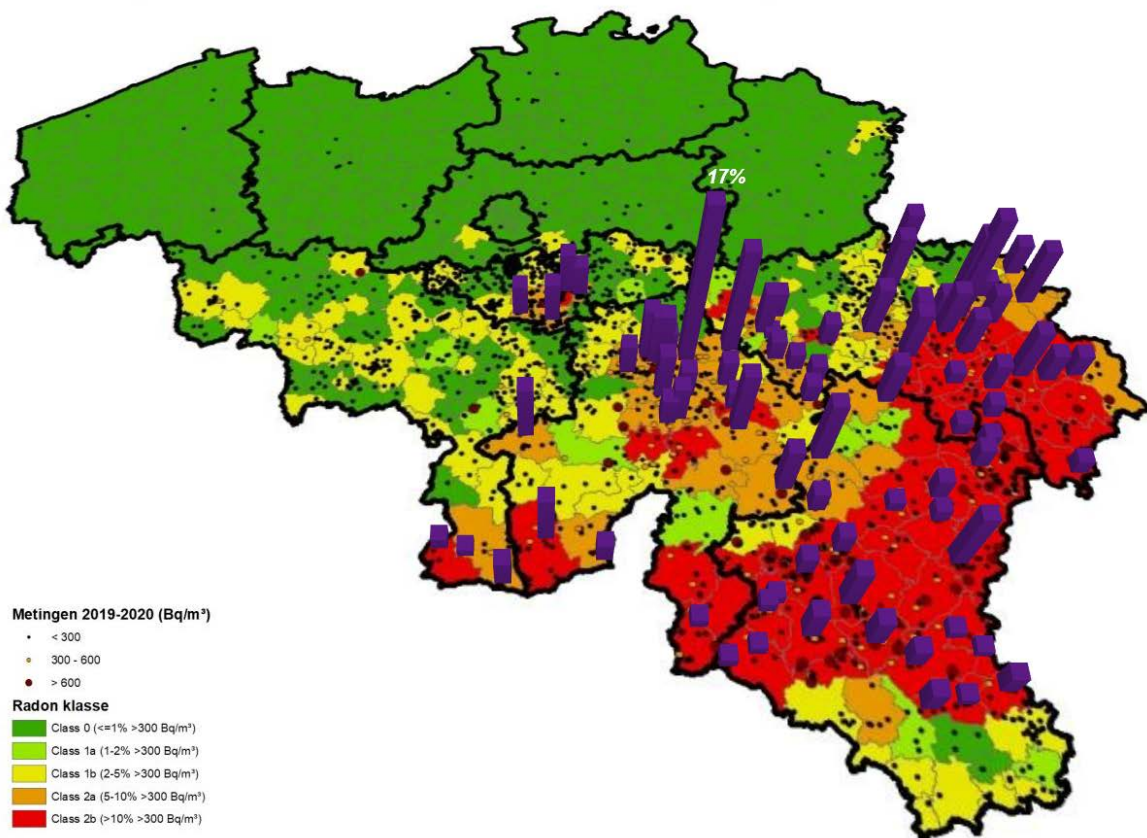 17%
Metingen 2019-2020 (Bq/m³)
< 300
300 - 600
> 600
Radon klasse
Class 0 (<=1% >300 Bq/m³)
Class 1a (1-2% >300 Bq/m³)
Class 1b (2-5% >300 Bq/m³)
Class 2a (5-10% >300 Bq/m³)
Class 2b (>10% >300 Bq/m³)